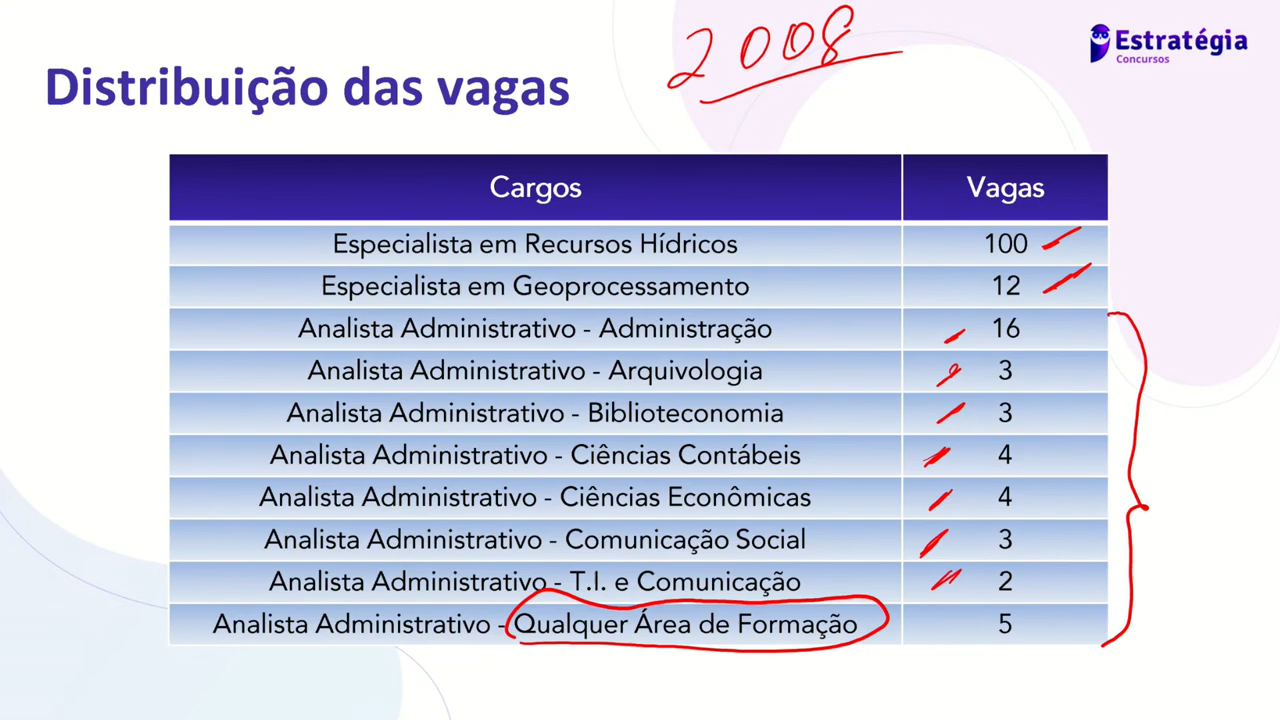 2008
Estratégia
Concursos
Distribuição das vagas
Cargos Vagas
Especialista em Recursos Hídricos 100
Especialista em Geoprocessamento 12
Analista Administrativo - Administração 16
Analista Administrativo - Arquivologia 3
Analista Administrativo - Biblioteconomia 3
Analista Administrativo - Ciências Contábeis 4
Analista Administrativo - Ciências Econômicas 4
Analista Administrativo - Comunicação Social 3
Analista Administrativo - T.I. e Comunicação 2
Analista Administrativo - Qualquer Área de Formação 5